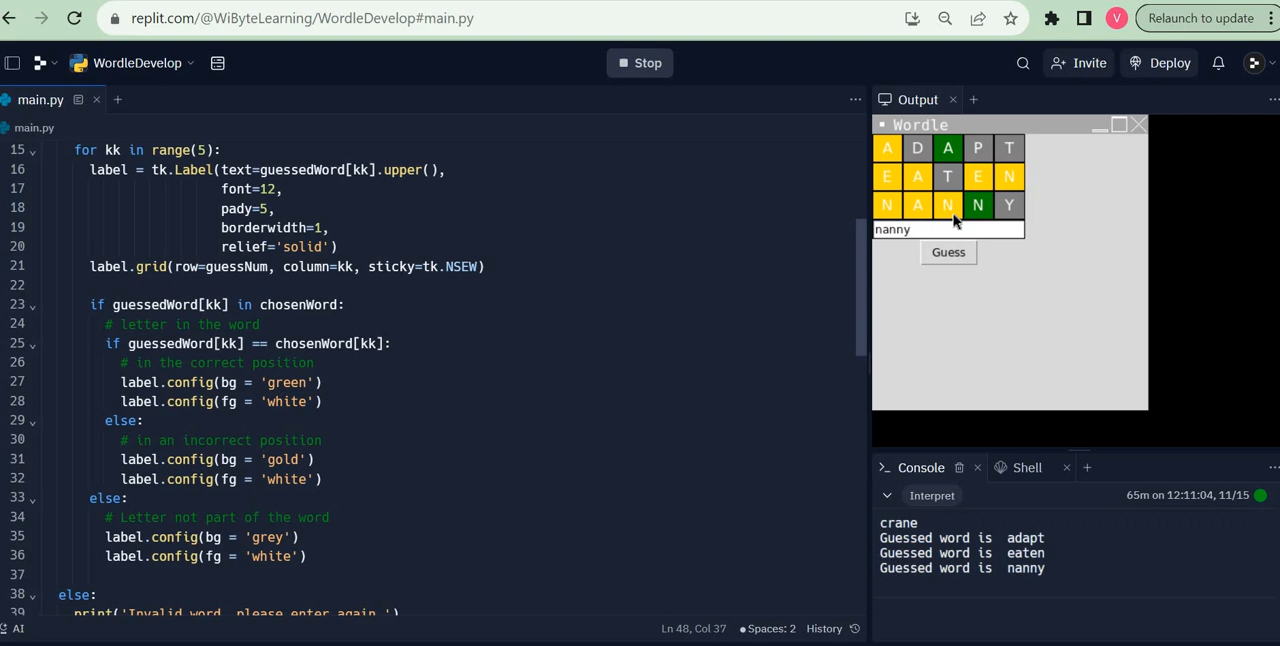 replit.com/@WiByteLearning/WordleDevelop#main.py
V
Relaunch to update
WordleDevelop
Stop
Invite
Deploy
main.py
main.py
15 for kk in range(5):
16 label = tk.Label(text=guessedWord[kk].upper(),
17 font=12,
18 pady=5,
19 borderwidth=1,
20 relief='solid')
21 label.grid(row=guessNum, column=kk, sticky=tk.NSEW)
22
23 if guessedWord[kk] in chosenWord:
24 # letter in the word
25 if guessedWord[kk] == chosenWord[kk]:
26 # in the correct position
27 label.config(bg = 'green')
28 label.config(fg = 'white')
29 else:
30 # in an incorrect position
31 label.config(bg = 'gold')
32 label.config(fg = 'white')
33 else:
34 # Letter not part of the word
35 label.config(bg = 'grey')
36 label.config(fg = 'white')
37
38 else:
39 print('Invalid word, please enter again.')
AI
Ln 48, Col 37
Spaces: 2
History
Output
Wordle
A D A P T
E A T E N
N A N N Y
nanny
Guess
Console
Shell
Interpret
65m on 12:11:04, 11/15
crane
Guessed word is adapt
Guessed word is eaten
Guessed word is nanny